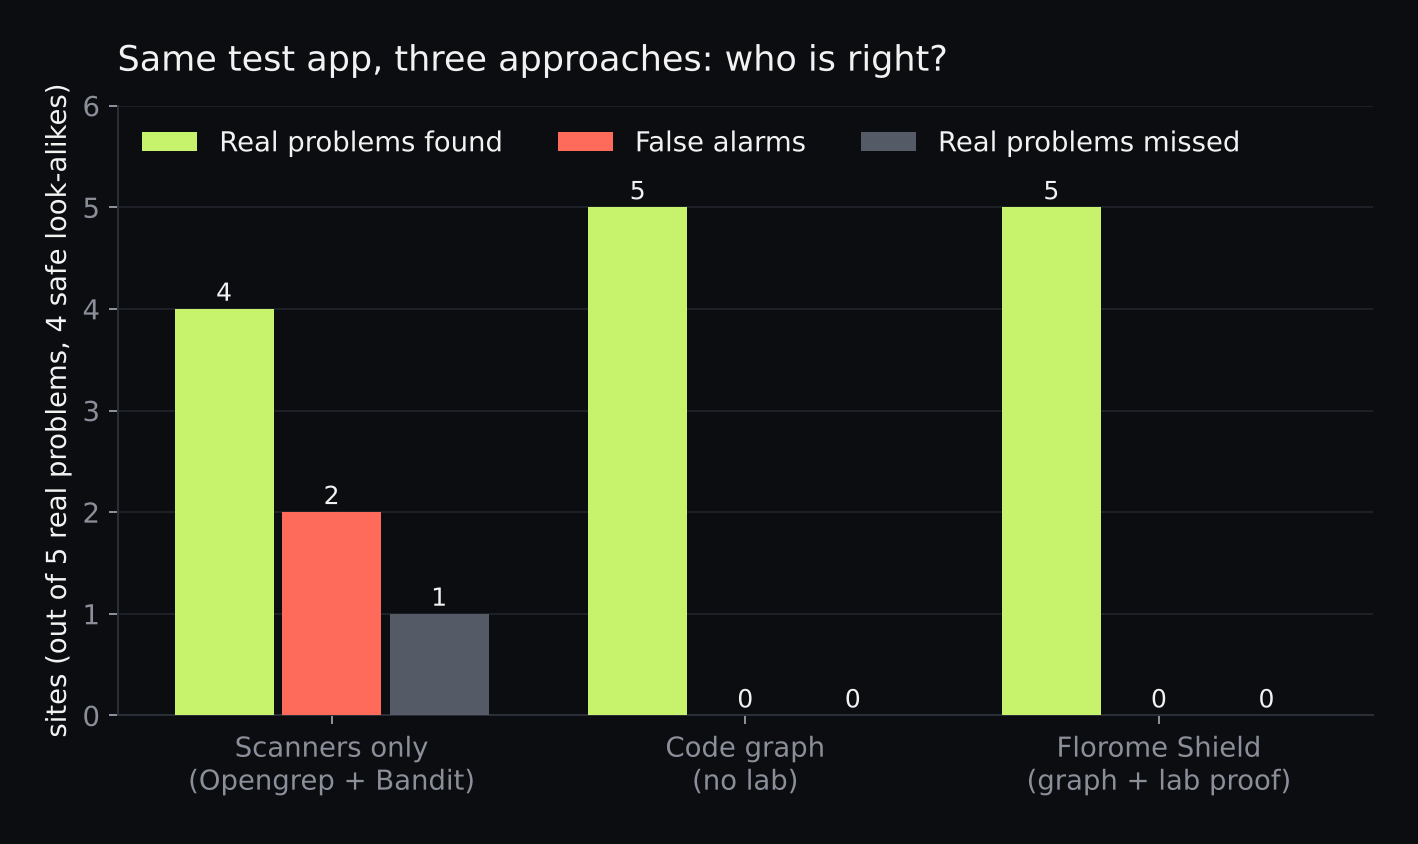 Same test app, three approaches: who is right?
sites (out of 5 real problems, 4 safe look-alikes)
6
5
4
3
2
1
0
Real problems found
False alarms
Real problems missed
4
2
1
5
0
0
5
0
0
Scanners only
(Opengrep + Bandit)
Code graph
(no lab)
Florome Shield
(graph + lab proof)